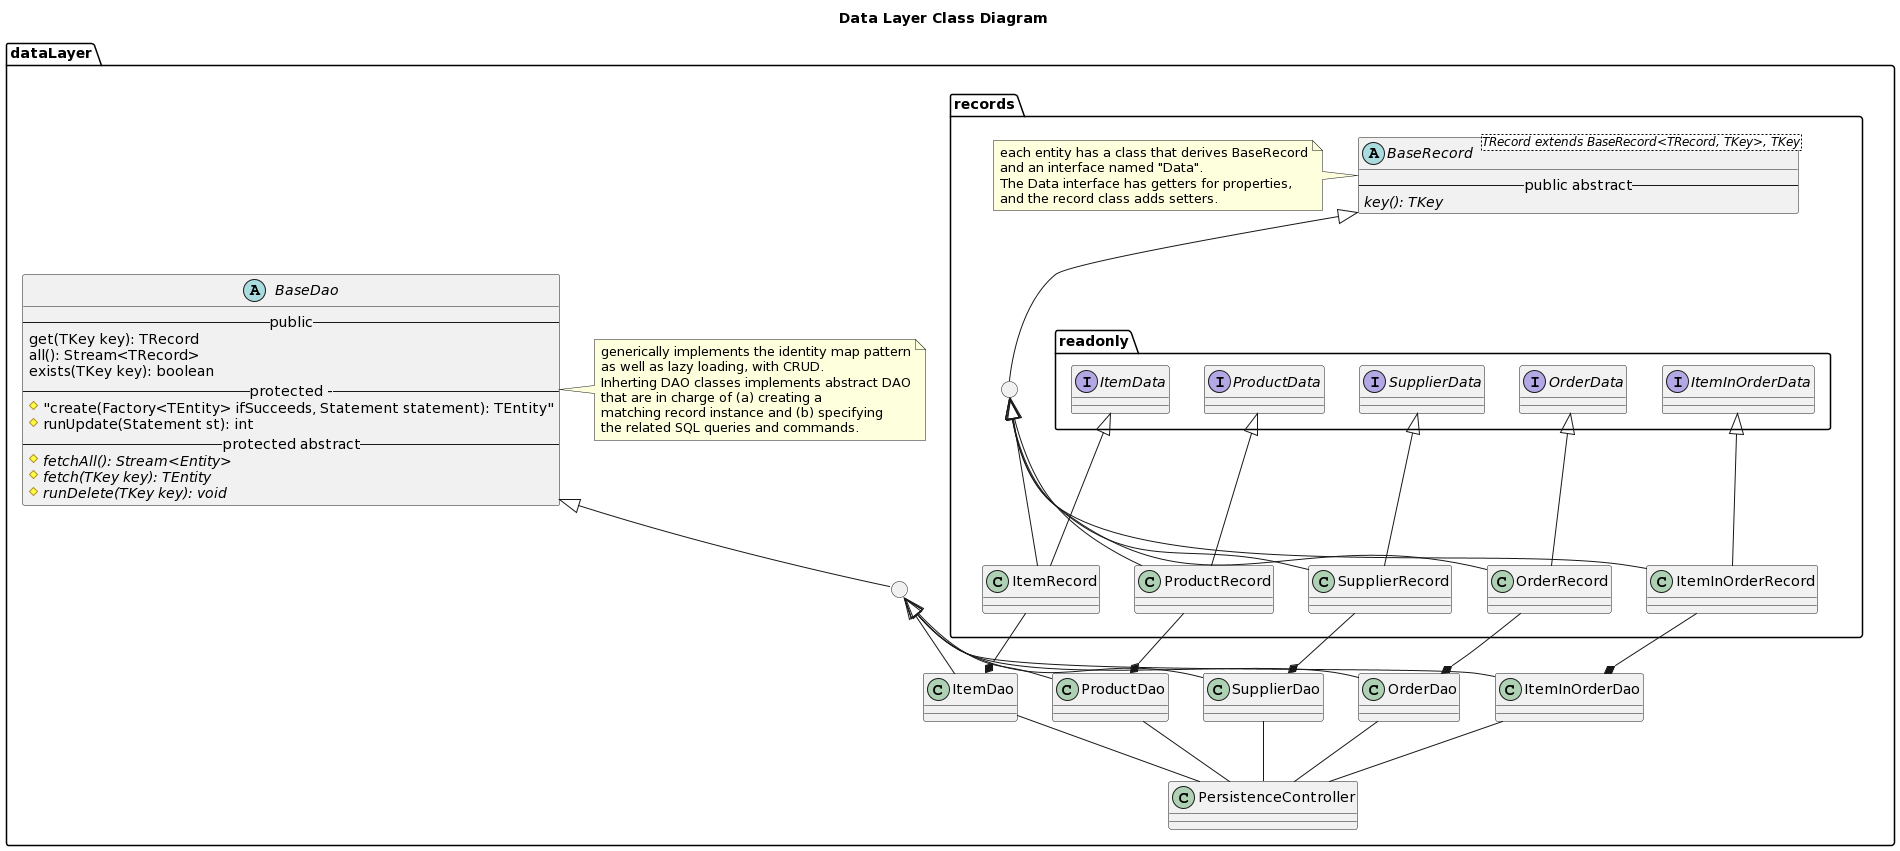 Data Layer Class Diagram
dataLayer
records
each entity has a class that derives BaseRecord
and an interface named "Data".
The Data interface has getters for properties,
and the record class adds setters.
A BaseRecord
TRecord extends BaseRecord<TRecord, TKey>, TKey
public abstract
key(): TKey
A BaseDao
public
get(TKey key): TRecord
all(): Stream<TRecord>
exists(TKey key): boolean
protected -
"create(Factory<TEntity> ifSucceeds, Statement statement): TEntity"
runUpdate(Statement st): int
protected abstract
fetchAll(): Stream<Entity>
fetch(TKey key): TEntity
runDelete(TKey key): void
generically implements the identity map pattern
as well as lazy loading, with CRUD.
Inherting DAO classes implements abstract DAO
that are in charge of (a) creating a
matching record instance and (b) specifying
the related SQL queries and commands.
readonly
I ItemData
I ProductData
I SupplierData
I OrderData
I ItemInOrderData
C ItemRecord
C ProductRecord
C SupplierRecord
C OrderRecord
C ItemInOrderRecord
C ItemDao
C ProductDao
C SupplierDao
C OrderDao
C ItemInOrderDao
C PersistenceController